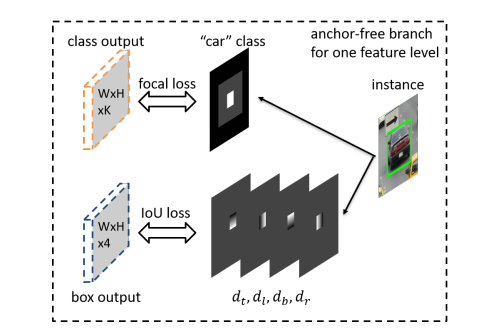 class output
"car" class
anchor-free branch
for one feature level
instance
focal loss
WxH
xK
IoU loss
WxH
x4
box output
d_t, d_l, d_b, d_r